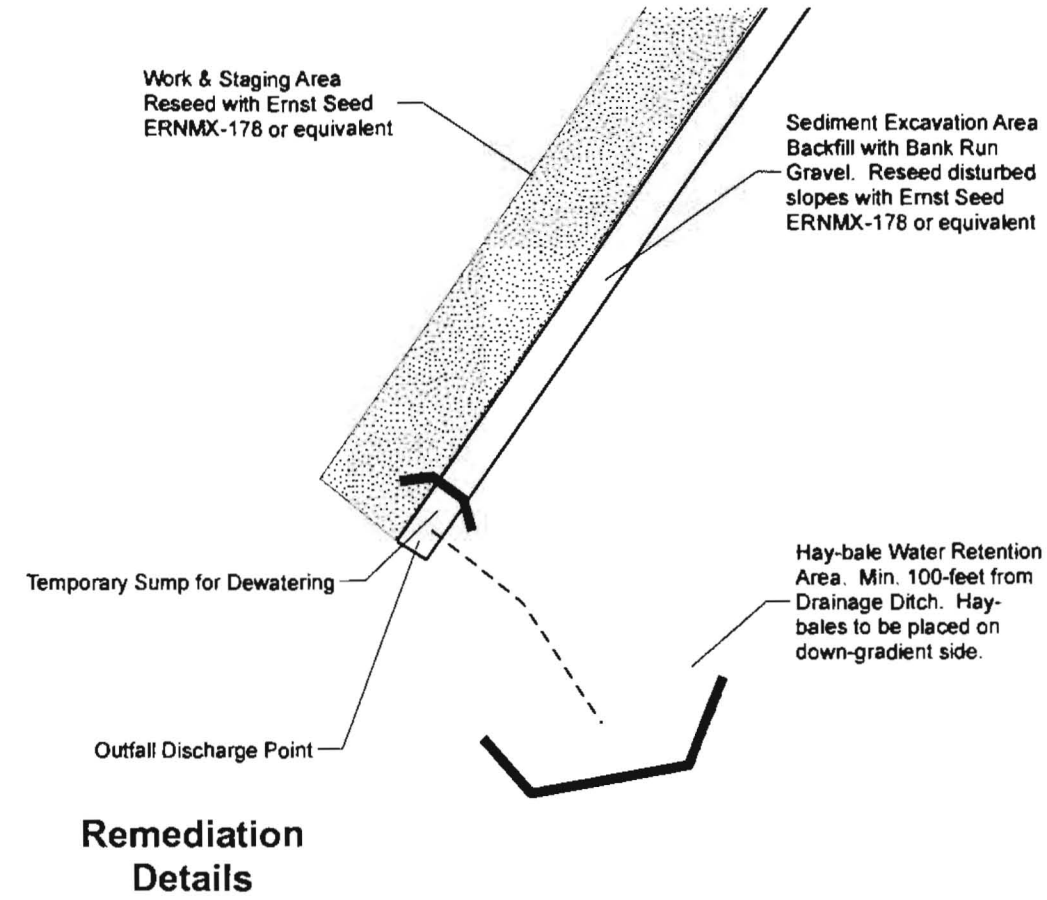 Work & Staging Area
Reseed with Ernst Seed
ERNMX-178 or equivalent
Sediment Excavation Area
Backfill with Bank Run
Gravel. Reseed disturbed
slopes with Ernst Seed
ERNMX-178 or equivalent
Temporary Sump for Dewatering
Hay-bale Water Retention
Area. Min. 100-feet from
Drainage Ditch. Hay-
bales to be placed on
down-gradient side.
Outfall Discharge Point
Remediation
Details